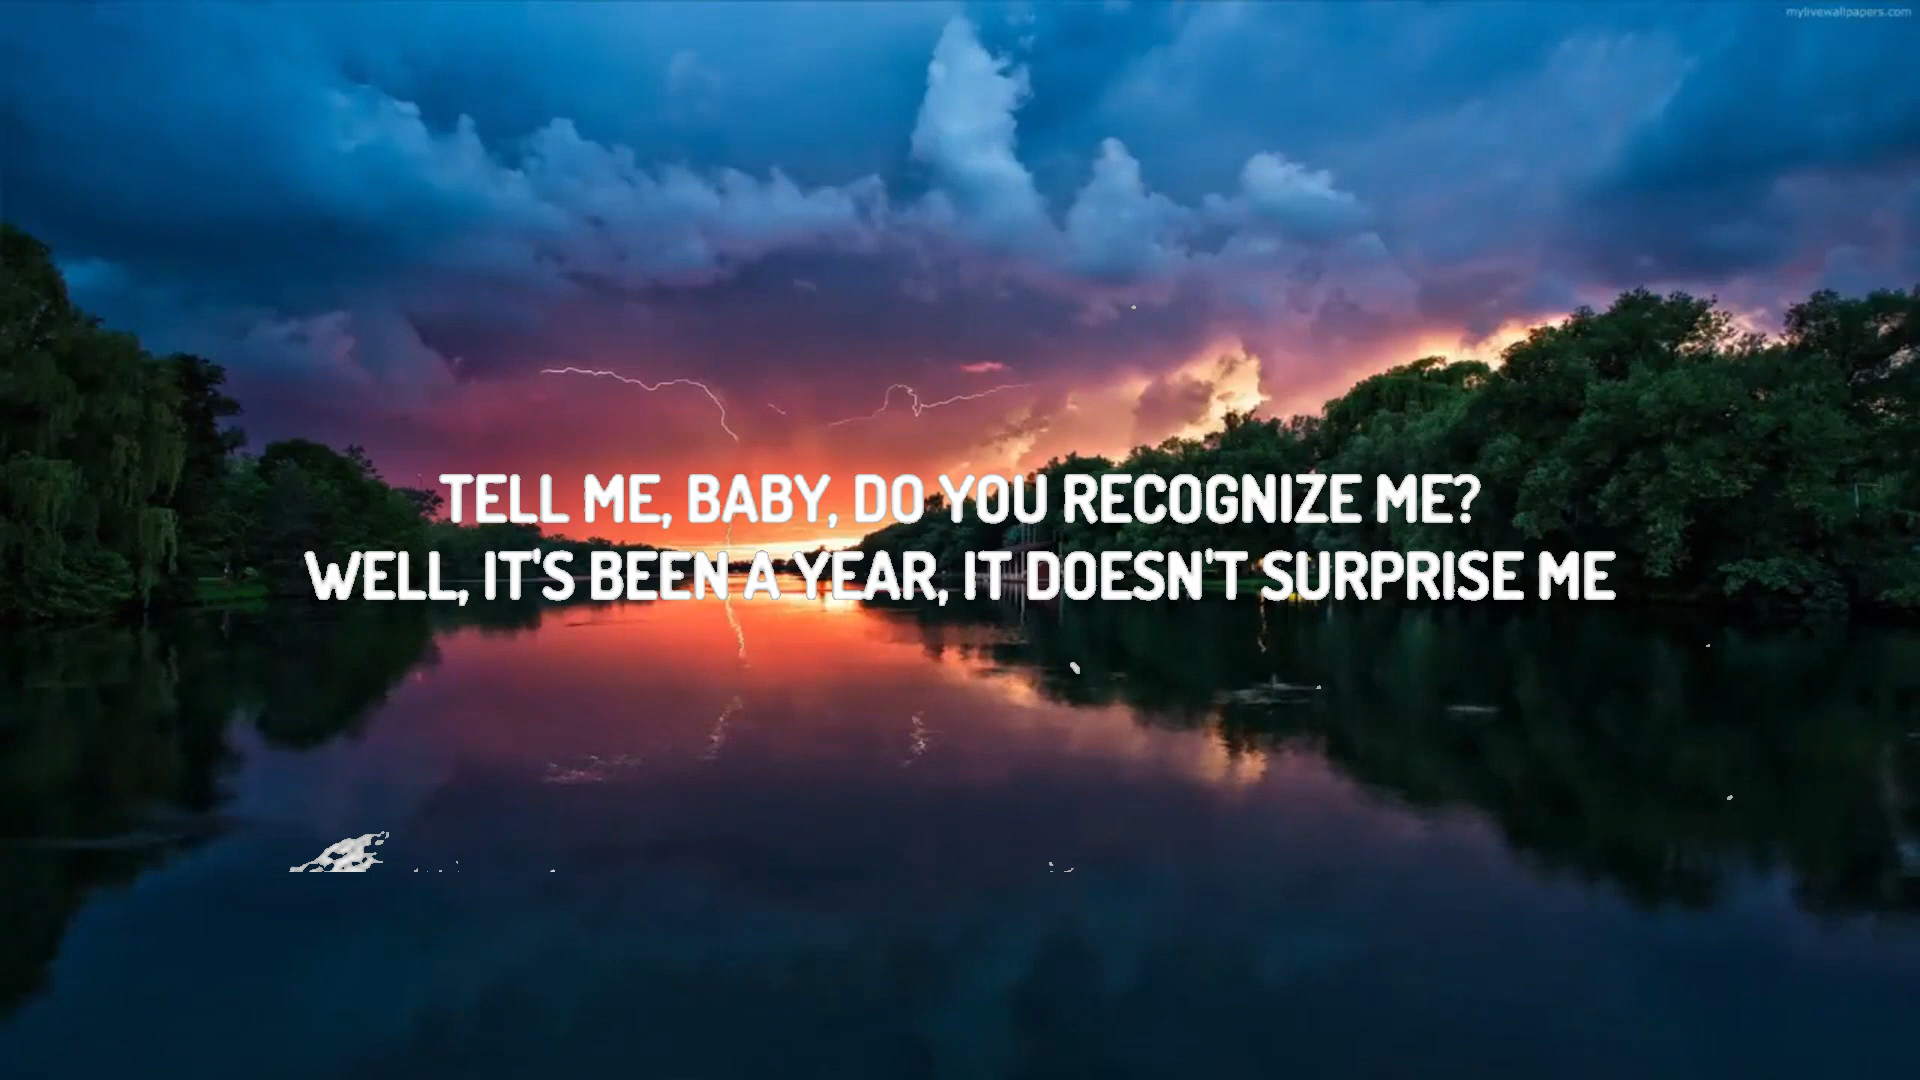 mylivewallpapers.com
TELL ME, BABY, DO YOU RECOGNIZE ME?
WELL, IT'S BEEN A YEAR, IT DOESN'T SURPRISE ME